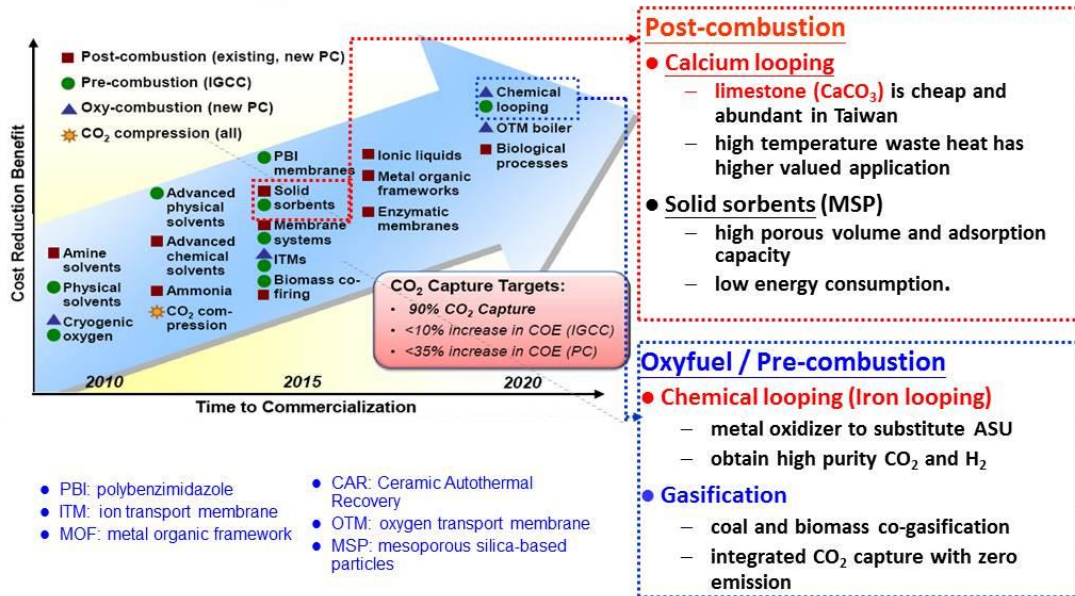 Cost Reduction Benefit
Post-combustion (existing, new PC)
Pre-combustion (IGCC)
Oxy-combustion (new PC)
CO₂ compression (all)
Amine
solvents
Physical
solvents
Cryogenic
oxygen
Advanced
physical
solvents
Advanced
chemical
solvents
Ammonia
CO₂ com-
pression
PBI
membranes
Solid
sorbents
Membrane
systems
ITMs
Biomass co-
firing
Ionic liquids
Metal organic
frameworks
Enzymatic
membranes
Chemical
looping
OTM boiler
Biological
processes
CO₂ Capture Targets:
• 90% CO₂ Capture
• <10% increase in COE (IGCC)
• <35% increase in COE (PC)
2010
2015
2020
Time to Commercialization
● PBI: polybenzimidazole
● ITM: ion transport membrane
● MOF: metal organic framework
● CAR: Ceramic Autothermal
Recovery
● OTM: oxygen transport membrane
● MSP: mesoporous silica-based
particles
Post-combustion
● Calcium looping
– limestone (CaCO₃) is cheap and
abundant in Taiwan
– high temperature waste heat has
higher valued application
● Solid sorbents (MSP)
– high porous volume and adsorption
capacity
– low energy consumption.
Oxyfuel / Pre-combustion
● Chemical looping (Iron looping)
– metal oxidizer to substitute ASU
– obtain high purity CO₂ and H₂
● Gasification
– coal and biomass co-gasification
– integrated CO₂ capture with zero
emission